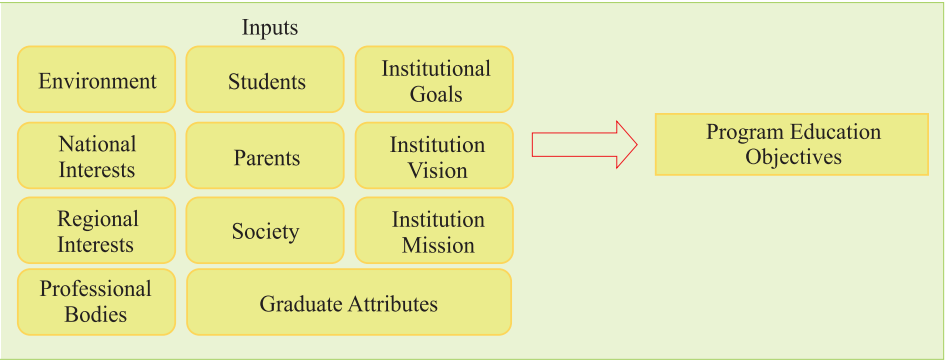 Inputs
Environment
Students
Institutional
Goals
National
Interests
Parents
Institution
Vision
Program Education
Objectives
Regional
Interests
Society
Institution
Mission
Professional
Bodies
Graduate Attributes